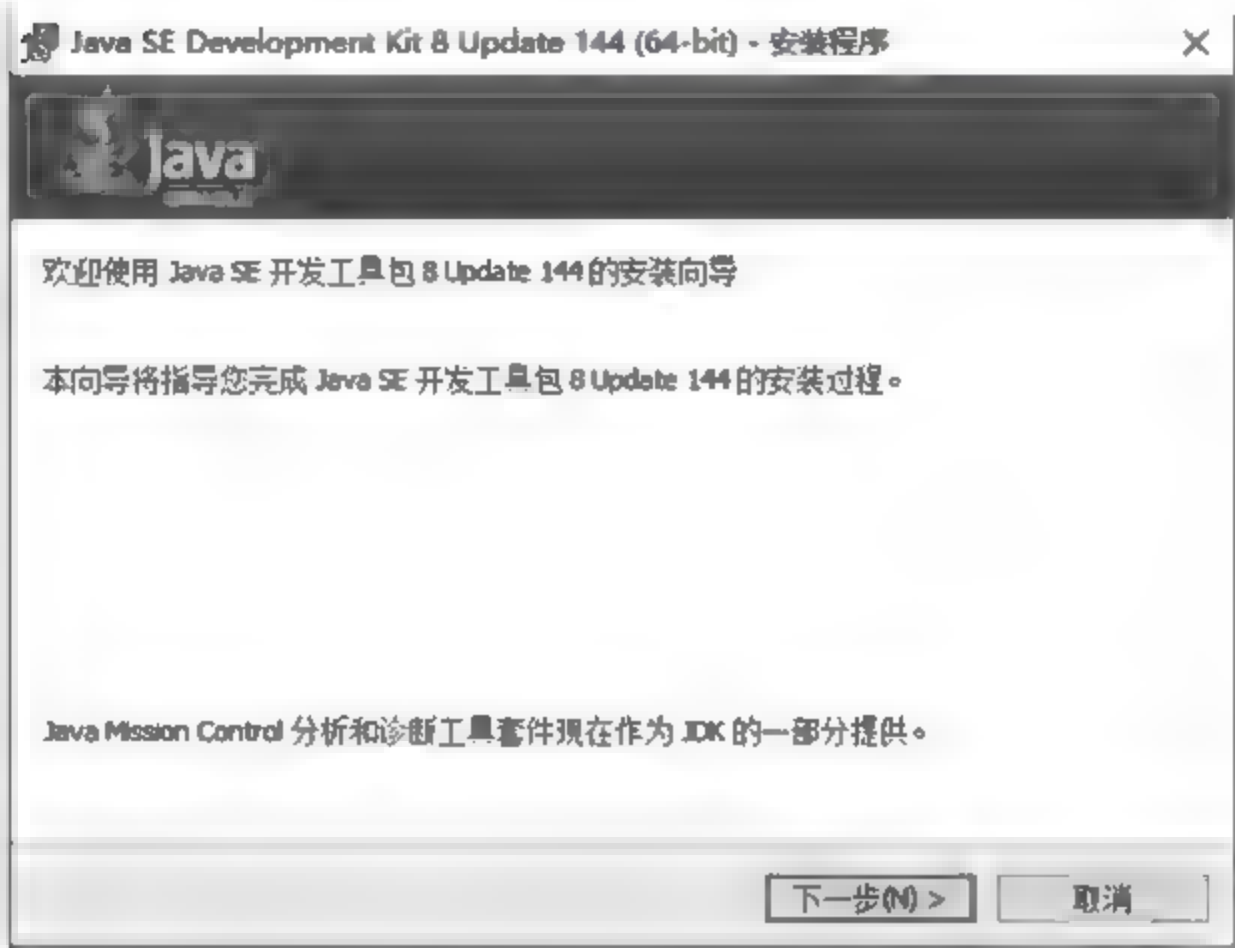 Java SE Development Kit 8 Update 144 (64-bit) - 安装程序
Java
欢迎使用 Java SE 开发工具包 8 Update 144 的安装向导
本向导将指导您完成 Java SE 开发工具包 8 Update 144 的安装过程。
Java Mission Control 分析和诊断工具套件现在作为 JDK 的一部分提供。
下一步(N) >
取消